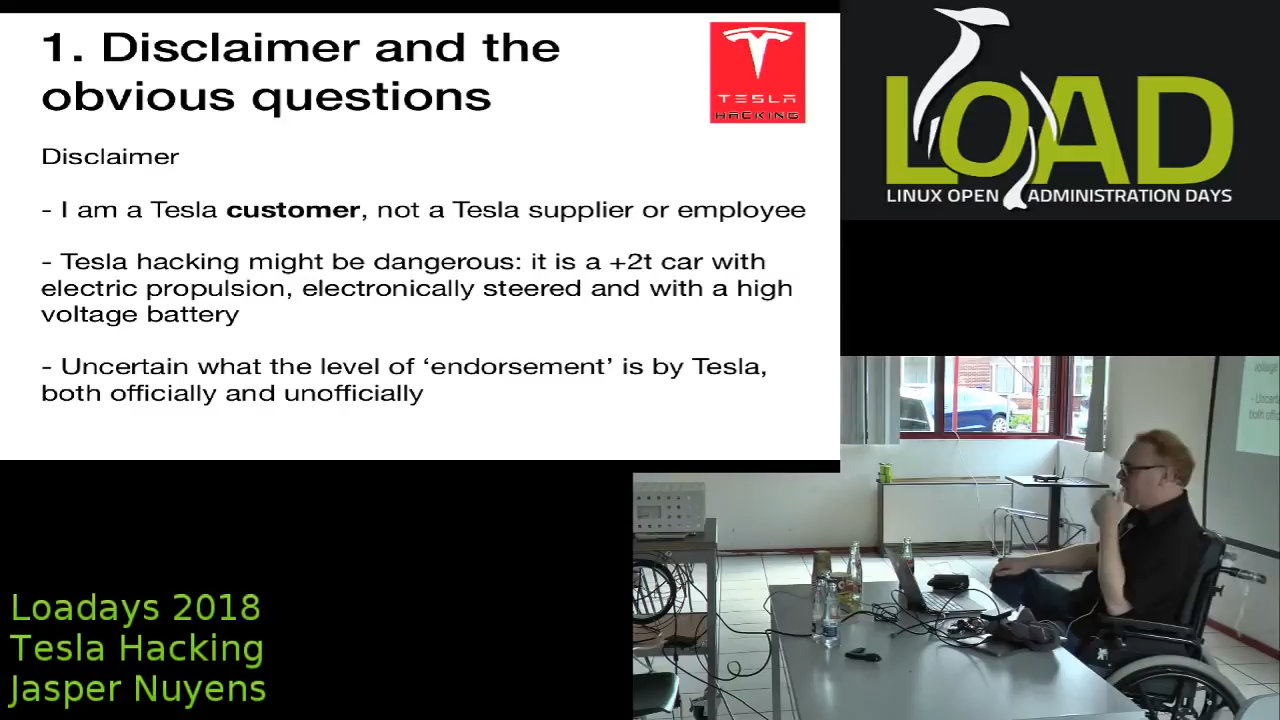 1. Disclaimer and the
obvious questions
TESLA
HACKING
Disclaimer
- I am a Tesla customer, not a Tesla supplier or employee
- Tesla hacking might be dangerous: it is a +2t car with
electric propulsion, electronically steered and with a high
voltage battery
- Uncertain what the level of ‘endorsement’ is by Tesla,
both officially and unofficially
LOAD
LINUX OPEN ADMINISTRATION DAYS
Loadays 2018
Tesla Hacking
Jasper Nuyens